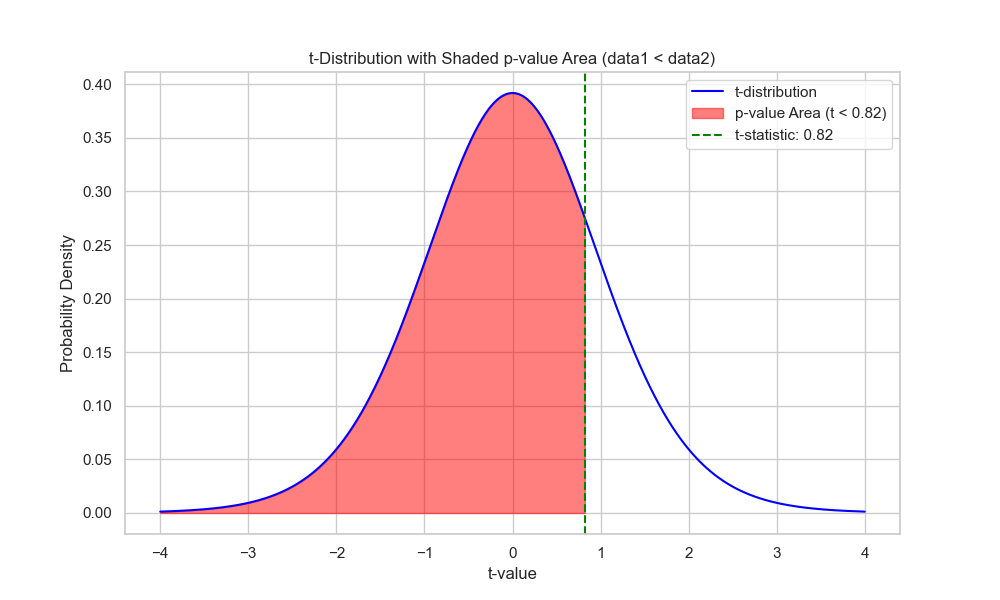 t-Distribution with Shaded p-value Area (data1 < data2)
t-distribution
p-value Area (t < 0.82)
t-statistic: 0.82
Probability Density
0.40
0.35
0.30
0.25
0.20
0.15
0.10
0.05
0.00
−4 −3 −2 −1 0 1 2 3 4
t-value